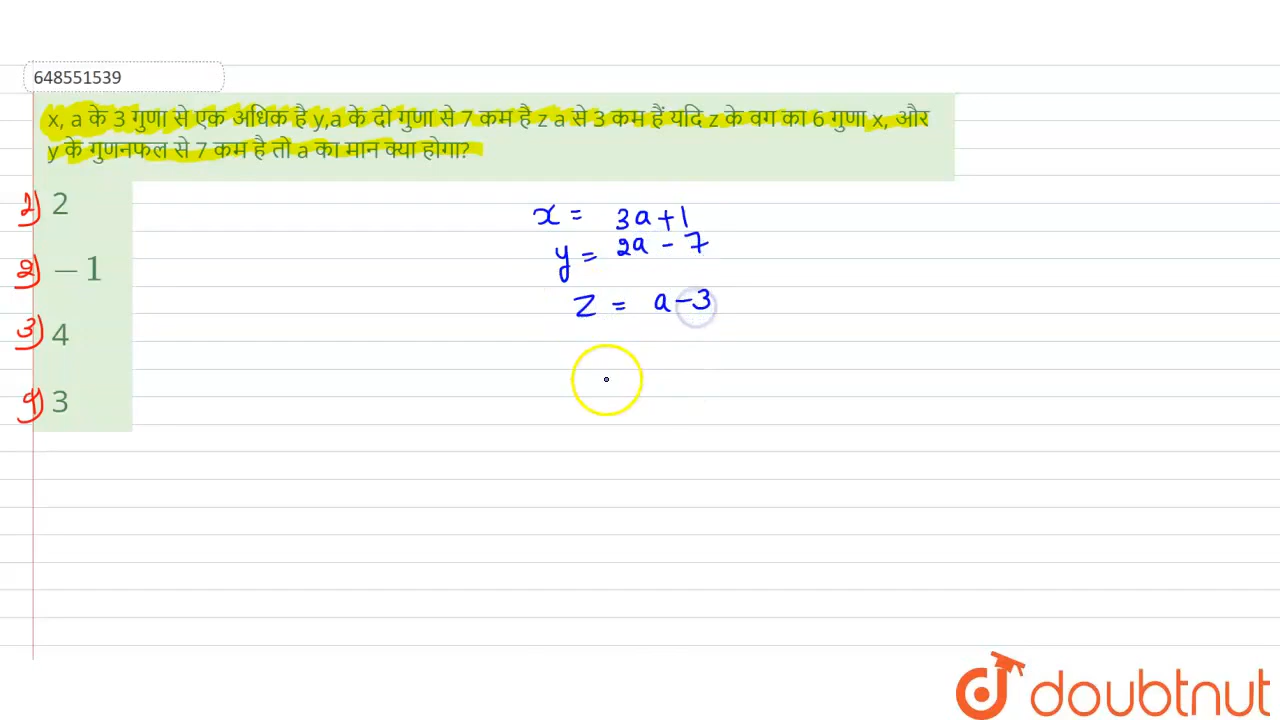 648551539
x, a के 3 गुणा से एक अधिक है y,a के दो गुणा से 7 कम है z a से 3 कम हैं यदि z के वग का 6 गुणा x, और
y के गुणनफल से 7 कम है तो a का मान क्या होगा?
1) 2
2) −1
3) 4
4) 3
x = 3a+1
y = 2a - 7
z = a-3
doubtnut